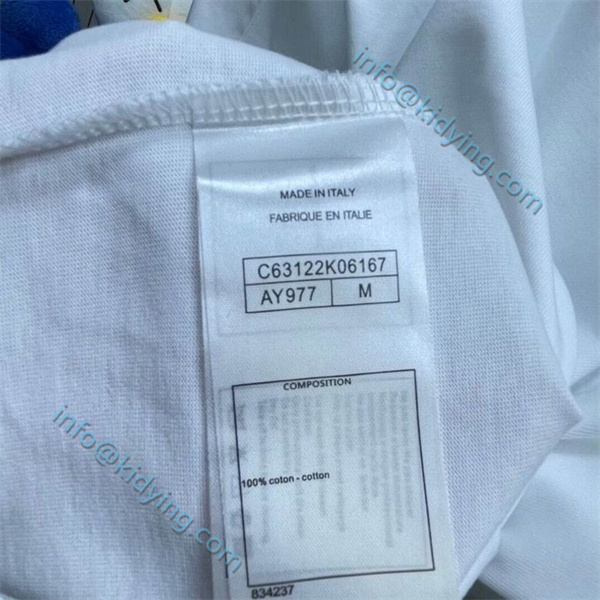 info@kidying.com
MADE IN ITALY
FABRIQUE EN ITALIE
C63122K06167
AY977 M
COMPOSITION
100% coton - cotton
834237
info@kidying.com